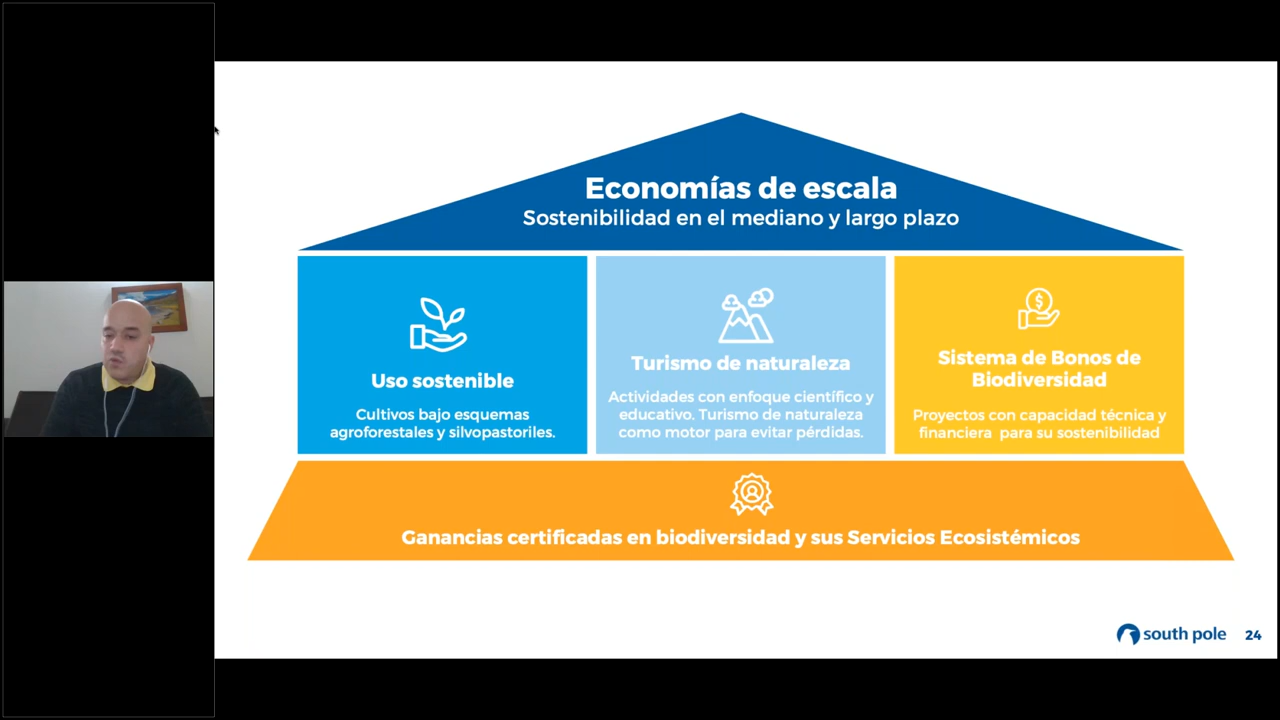 Economías de escala
Sostenibilidad en el mediano y largo plazo
Uso sostenible
Cultivos bajo esquemas
agroforestales y silvopastoriles.
Turismo de naturaleza
Actividades con enfoque científico y
educativo. Turismo de naturaleza
como motor para evitar pérdidas.
$
Sistema de Bonos de
Biodiversidad
Proyectos con capacidad técnica y
financiera para su sostenibilidad
Ganancias certificadas en biodiversidad y sus Servicios Ecosistémicos
south pole 24